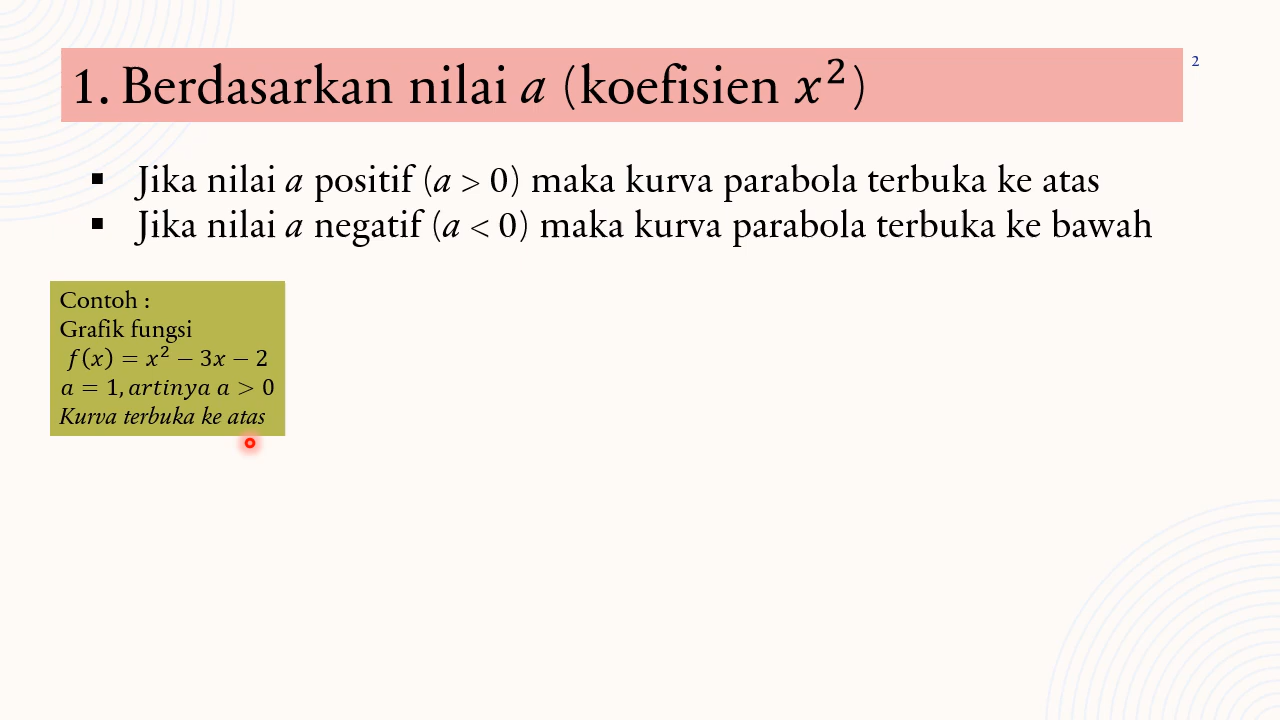 1. Berdasarkan nilai a (koefisien x²)
2
▪ Jika nilai a positif (a > 0) maka kurva parabola terbuka ke atas
▪ Jika nilai a negatif (a < 0) maka kurva parabola terbuka ke bawah
Contoh :
Grafik fungsi
f(x) = x² − 3x − 2
a = 1, artinya a > 0
Kurva terbuka ke atas